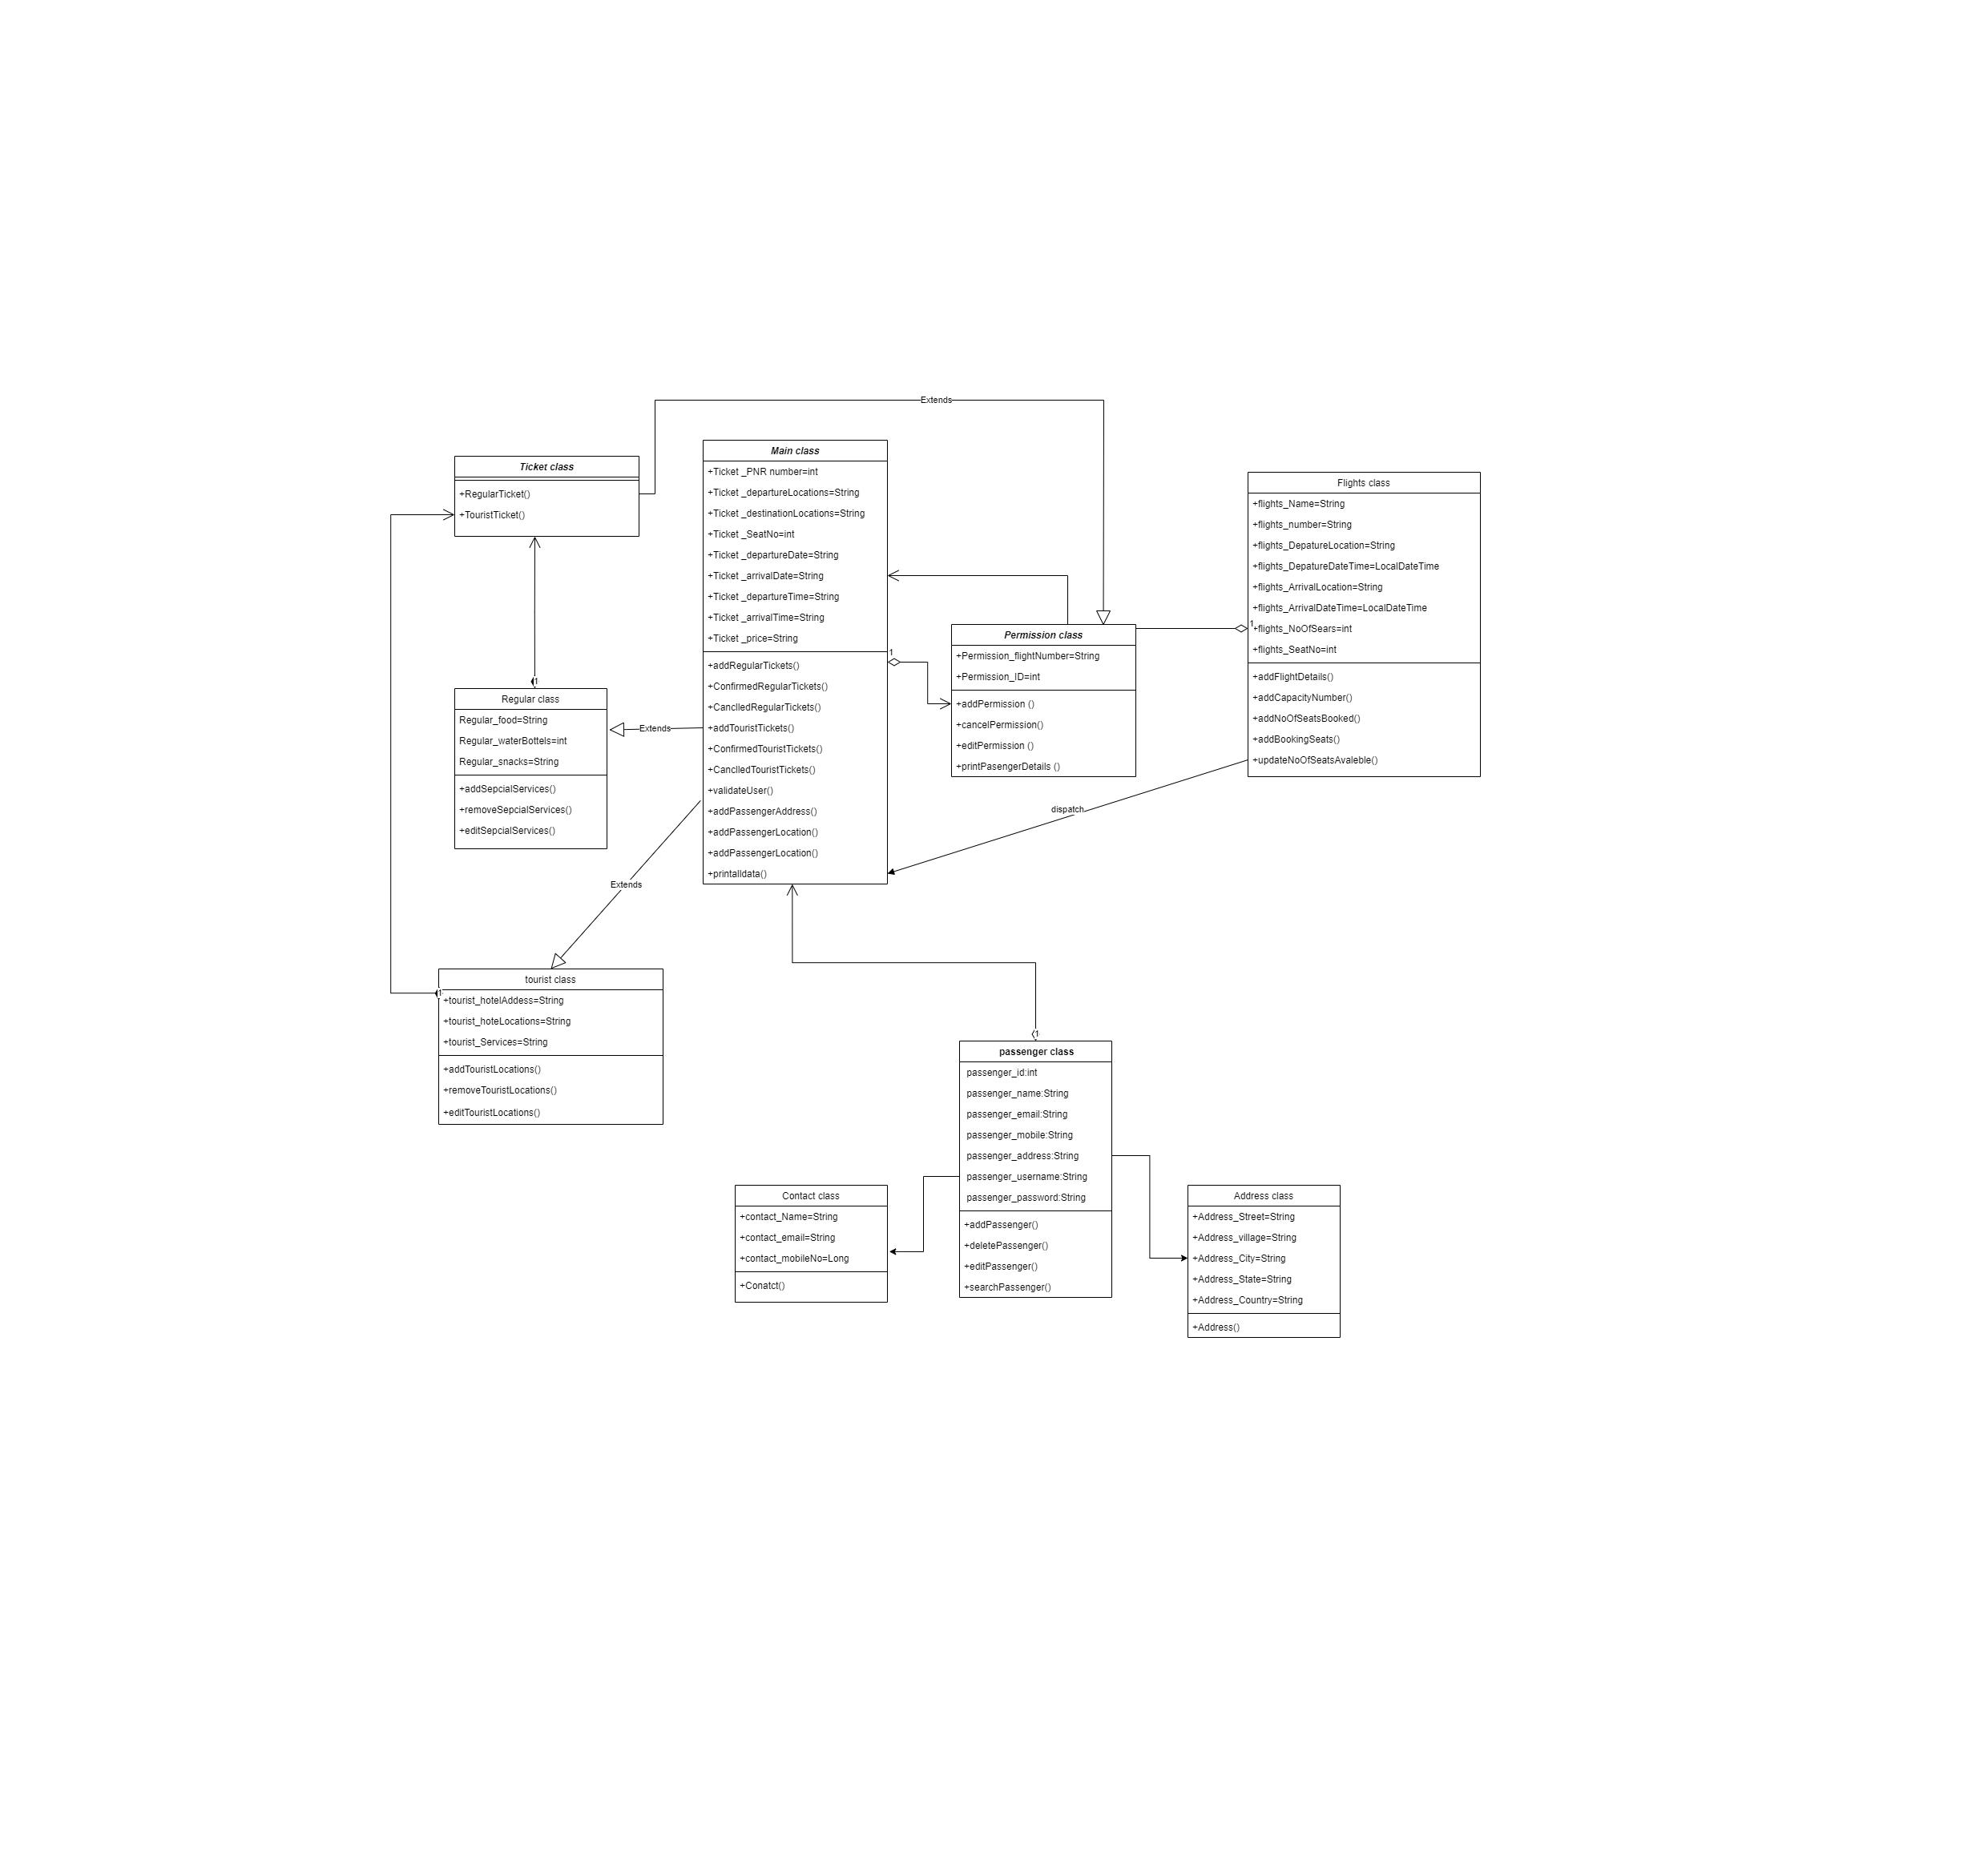 Extends
Ticket class
+RegularTicket()
+TouristTicket()
Main class
+Ticket _PNR number=int
+Ticket _departureLocations=String
+Ticket _destinationLocations=String
+Ticket _SeatNo=int
+Ticket _departureDate=String
+Ticket _arrivalDate=String
+Ticket _departureTime=String
+Ticket _arrivalTime=String
+Ticket _price=String
+addRegularTickets()
+ConfirmedRegularTickets()
+CanclledRegularTickets()
+addTouristTickets()
+ConfirmedTouristTickets()
+CanclledTouristTickets()
+validateUser()
+addPassengerAddress()
+addPassengerLocation()
+addPassengerLocation()
+printalldata()
1
Permission class
+Permission_flightNumber=String
+Permission_ID=int
+addPermission ()
+cancelPermission()
+editPermission ()
+printPasengerDetails ()
Flights class
+flights_Name=String
+flights_number=String
+flights_DepatureLocation=String
+flights_DepatureDateTime=LocalDateTime
+flights_ArrivalLocation=String
+flights_ArrivalDateTime=LocalDateTime
1
+flights_NoOfSears=int
+flights_SeatNo=int
+addFlightDetails()
+addCapacityNumber()
+addNoOfSeatsBooked()
+addBookingSeats()
+updateNoOfSeatsAvaleble()
dispatch
1
Regular class
Regular_food=String
Regular_waterBottels=int
Regular_snacks=String
+addSepcialServices()
+removeSepcialServices()
+editSepcialServices()
Extends
Extends
tourist class
1
+tourist_hotelAddess=String
+tourist_hoteLocations=String
+tourist_Services=String
+addTouristLocations()
+removeTouristLocations()
+editTouristLocations()
1
passenger class
passenger_id:int
passenger_name:String
passenger_email:String
passenger_mobile:String
passenger_address:String
passenger_username:String
passenger_password:String
+addPassenger()
+deletePassenger()
+editPassenger()
+searchPassenger()
Contact class
+contact_Name=String
+contact_email=String
+contact_mobileNo=Long
+Conatct()
Address class
+Address_Street=String
+Address_village=String
+Address_City=String
+Address_State=String
+Address_Country=String
+Address()